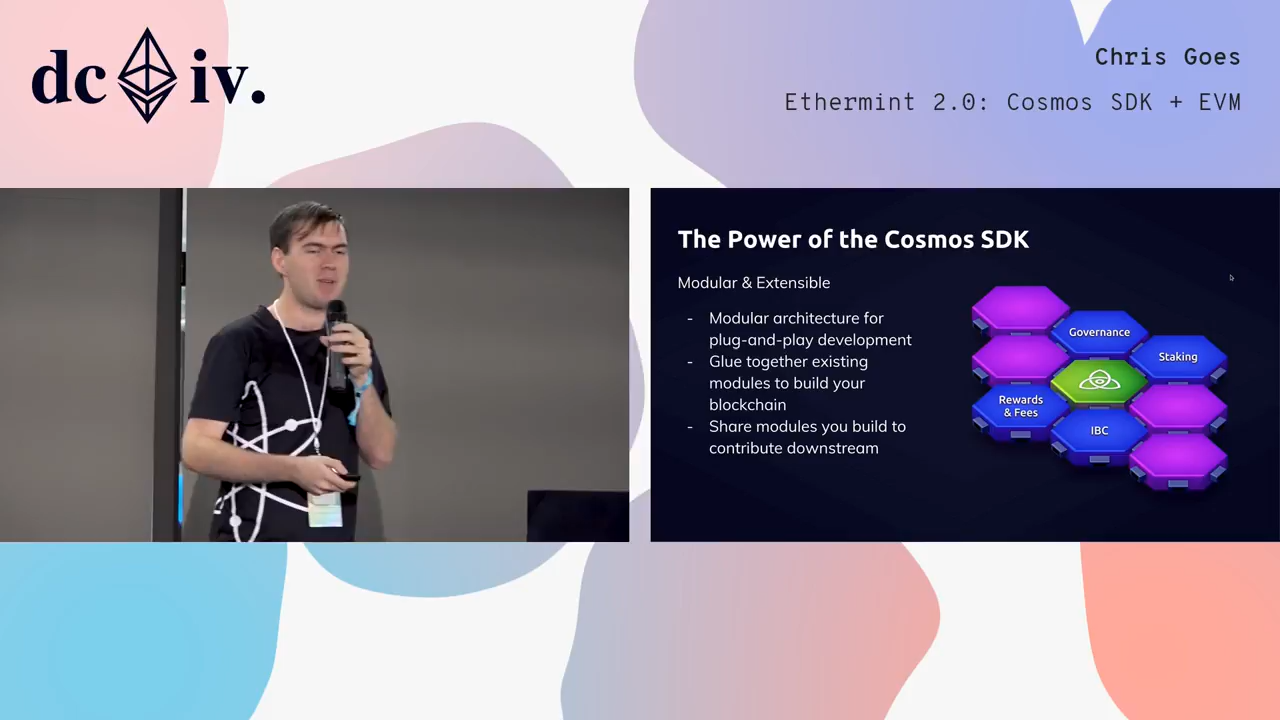 dc iv.
Chris Goes
Ethermint 2.0: Cosmos SDK + EVM
The Power of the Cosmos SDK
Modular & Extensible
- Modular architecture for
plug-and-play development
- Glue together existing
modules to build your
blockchain
- Share modules you build to
contribute downstream
Governance
Staking
Rewards
& Fees
IBC